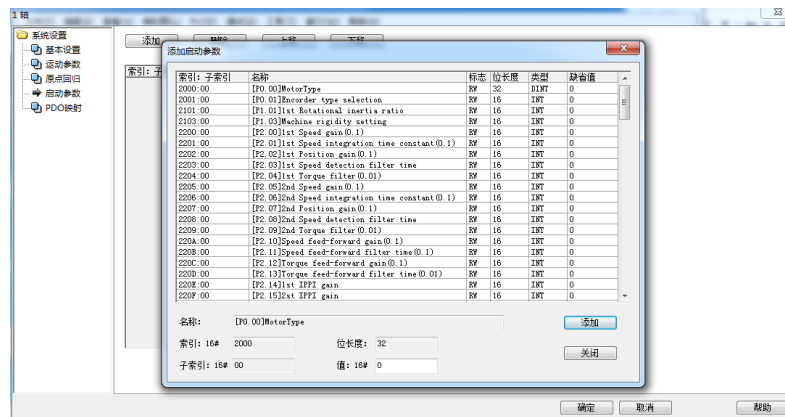 1 轴
系统设置
基本设置
运动参数
原点回归
启动参数
PDO映射
添加
索引: 子
添加启动参数
索引: 子索引 名称 标志 位长度 类型 缺省值
2000:00 [P0.00]MotorType RW 32 DINT 0
2001:00 [P0.01]Encorder type selection RW 16 INT 0
2101:00 [P1.01]1st Rotational inertia ratio RW 16 INT 0
2103:00 [P1.03]Machine rigidity setting RW 16 INT 0
2200:00 [P2.00]1st Speed gain(0.1) RW 16 INT 0
2201:00 [P2.01]1st Speed integration time constant(0.1) RW 16 INT 0
2202:00 [P2.02]1st Position gain(0.1) RW 16 INT 0
2203:00 [P2.03]1st Speed detection filter time RW 16 INT 0
2204:00 [P2.04]1st Torque filter(0.01) RW 16 INT 0
2205:00 [P2.05]2nd Speed gain(0.1) RW 16 INT 0
2206:00 [P2.06]2nd Speed integration time constant(0.1) RW 16 INT 0
2207:00 [P2.07]2nd Position gain(0.1) RW 16 INT 0
2208:00 [P2.08]2nd Speed detection filter time RW 16 INT 0
2209:00 [P2.09]2nd Torque filter(0.01) RW 16 INT 0
220A:00 [P2.10]Speed feed-forward gain(0.1) RW 16 INT 0
220B:00 [P2.11]Speed feed-forward filter time(0.1) RW 16 INT 0
220C:00 [P2.12]Torque feed-forward gain(0.1) RW 16 INT 0
220D:00 [P2.13]Torque feed-forward filter time(0.01) RW 16 INT 0
220E:00 [P2.14]1st IPPI gain RW 16 INT 0
220F:00 [P2.15]2st IPPI gain RW 16 INT 0
名称: [P0.00]MotorType 添加
索引: 16# 2000 位长度: 32
关闭
子索引: 16# 00 值: 16# 0
确定 取消 帮助